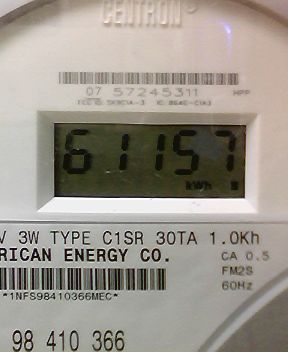 CENTRON®
07 57245311 HPP
61157
kWh
V 3W TYPE C1SR 30TA 1.0Kh
RICAN ENERGY CO. CA 0.5
FM2S
*1NFS98410366MEC* 60Hz
98 410 366